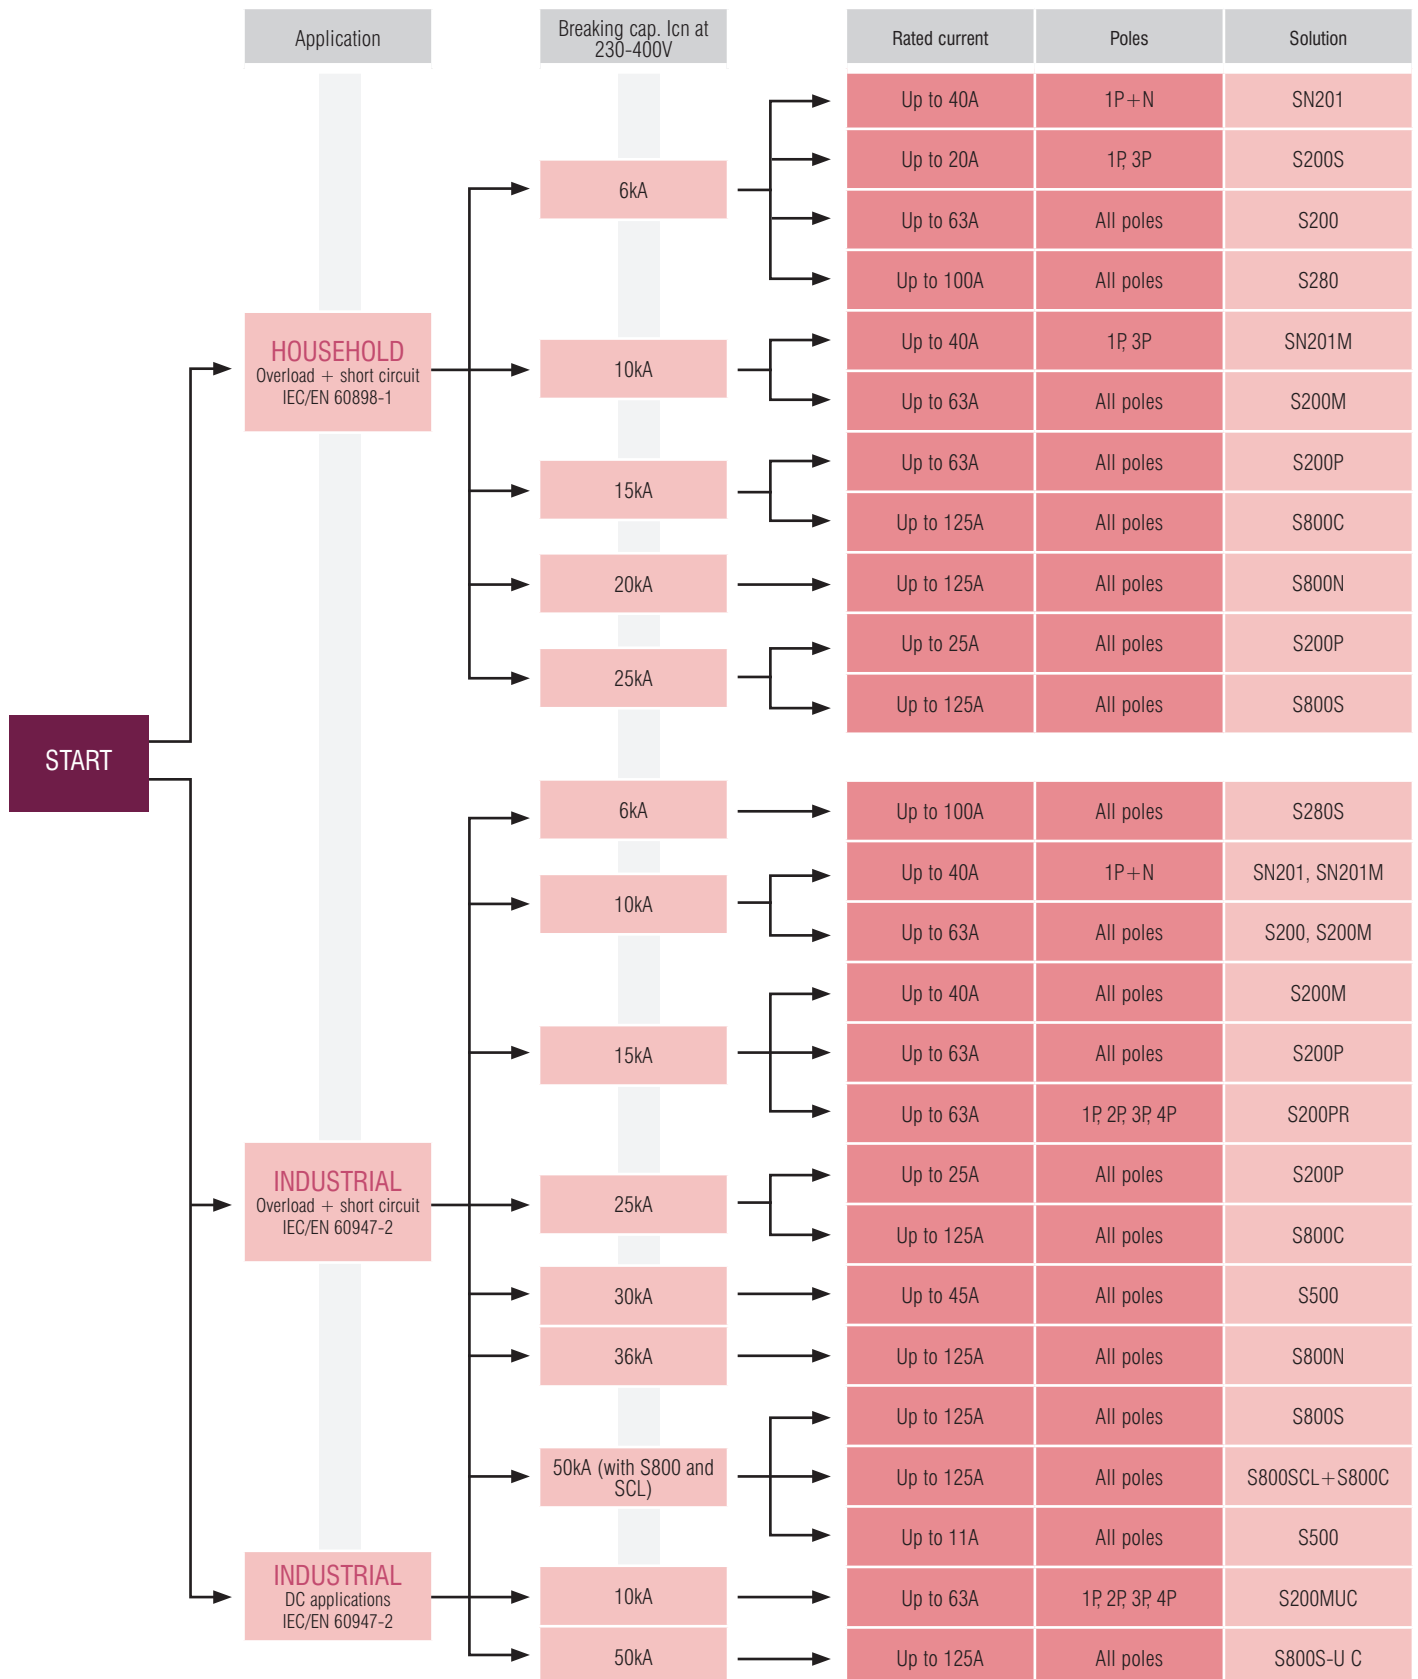 Application
Breaking cap. Icn at
230-400V
Rated current
Poles
Solution
Up to 40A
1P+N
SN201
Up to 20A
1P, 3P
S200S
6kA
Up to 63A
All poles
S200
Up to 100A
All poles
S280
HOUSEHOLD
Overload + short circuit
IEC/EN 60898-1
10kA
Up to 40A
1P, 3P
SN201M
Up to 63A
All poles
S200M
15kA
Up to 63A
All poles
S200P
Up to 125A
All poles
S800C
20kA
Up to 125A
All poles
S800N
25kA
Up to 25A
All poles
S200P
Up to 125A
All poles
S800S
START
6kA
Up to 100A
All poles
S280S
10kA
Up to 40A
1P+N
SN201, SN201M
Up to 63A
All poles
S200, S200M
15kA
Up to 40A
All poles
S200M
Up to 63A
All poles
S200P
Up to 63A
1P, 2P, 3P, 4P
S200PR
INDUSTRIAL
Overload + short circuit
IEC/EN 60947-2
25kA
Up to 25A
All poles
S200P
Up to 125A
All poles
S800C
30kA
Up to 45A
All poles
S500
36kA
Up to 125A
All poles
S800N
50kA (with S800 and
SCL)
Up to 125A
All poles
S800S
Up to 125A
All poles
S800SCL+S800C
Up to 11A
All poles
S500
INDUSTRIAL
DC applications
IEC/EN 60947-2
10kA
Up to 63A
1P, 2P, 3P, 4P
S200MUC
50kA
Up to 125A
All poles
S800S-U C